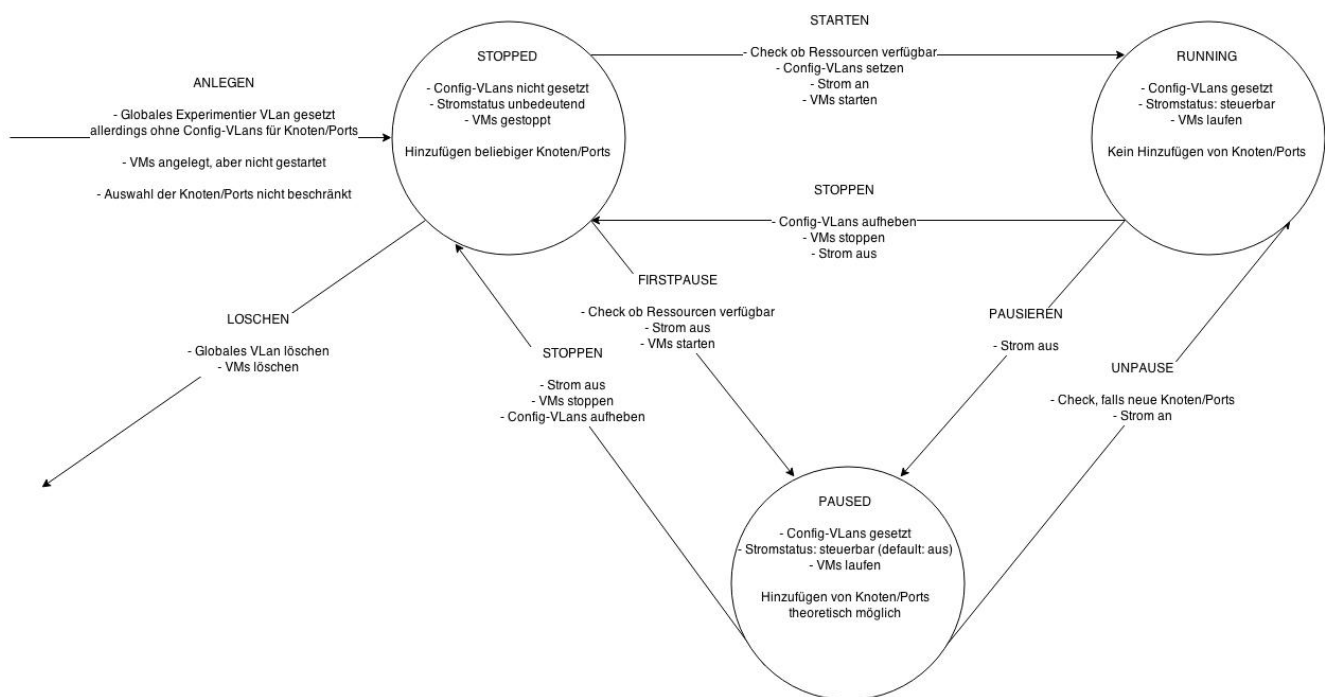 ANLEGEN
- Globales Experimentier VLan gesetzt
allerdings ohne Config-VLans für Knoten/Ports
- VMs angelegt, aber nicht gestartet
- Auswahl der Knoten/Ports nicht beschränkt
STOPPED
- Config-VLans nicht gesetzt
- Stromstatus unbedeutend
- VMs gestoppt
Hinzufügen beliebiger Knoten/Ports
STARTEN
- Check ob Ressourcen verfügbar
- Config-VLans setzen
- Strom an
- VMs starten
RUNNING
- Config-VLans gesetzt
- Stromstatus: steuerbar
- VMs laufen
Kein Hinzufügen von Knoten/Ports
STOPPEN
- Config-VLans aufheben
- VMs stoppen
- Strom aus
LÖSCHEN
- Globales VLan löschen
- VMs löschen
FIRSTPAUSE
- Check ob Ressourcen verfügbar
- Strom aus
- VMs starten
STOPPEN
- Strom aus
- VMs stoppen
- Config-VLans aufheben
PAUSIEREN
- Strom aus
UNPAUSE
- Check, falls neue Knoten/Ports
- Strom an
PAUSED
- Config-VLans gesetzt
- Stromstatus: steuerbar (default: aus)
- VMs laufen
Hinzufügen von Knoten/Ports
theoretisch möglich